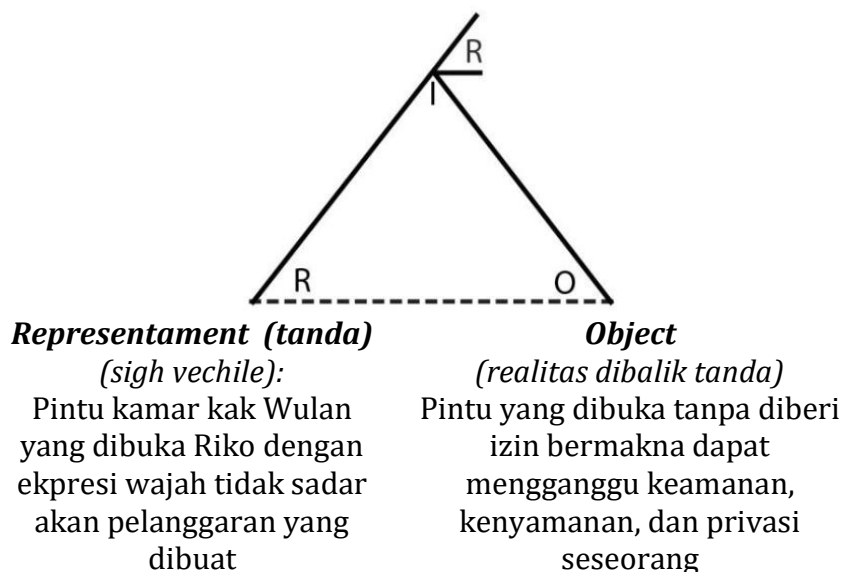 R
I
R
O
Representament (tanda)
(sigh vechile):
Pintu kamar kak Wulan
yang dibuka Riko dengan
ekpresi wajah tidak sadar
akan pelanggaran yang
dibuat
Object
(realitas dibalik tanda)
Pintu yang dibuka tanpa diberi
izin bermakna dapat
mengganggu keamanan,
kenyamanan, dan privasi
seseorang